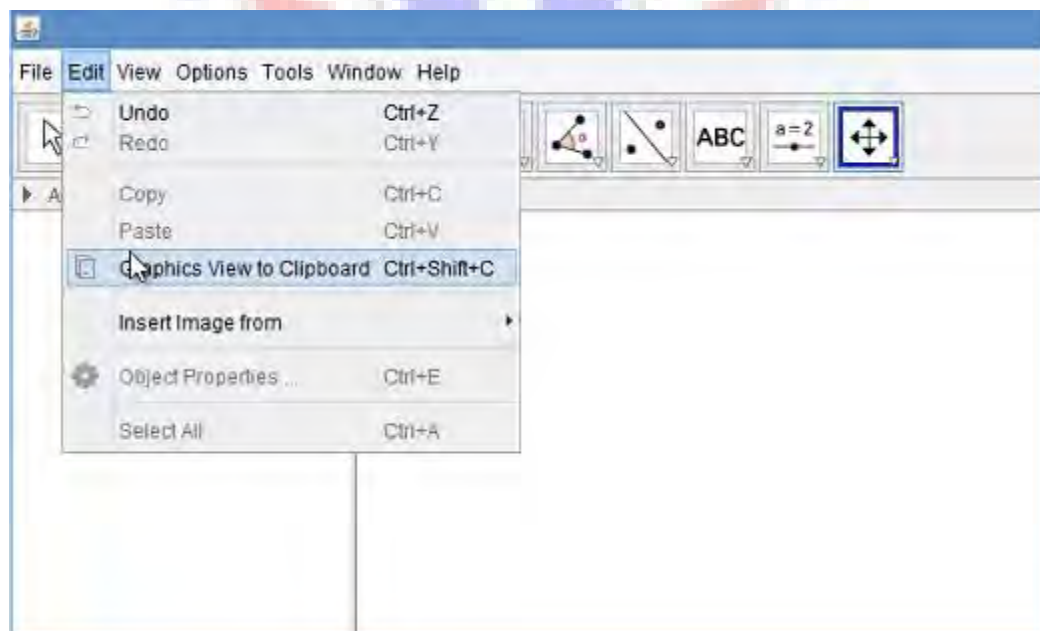 File Edit View Options Tools Window Help
Undo Ctrl+Z
Redo Ctrl+Y
ABC
a=2
A
Copy Ctrl+C
Paste Ctrl+V
Graphics View to Clipboard Ctrl+Shift+C
Insert Image from
Object Properties ... Ctrl+E
Select All Ctrl+A